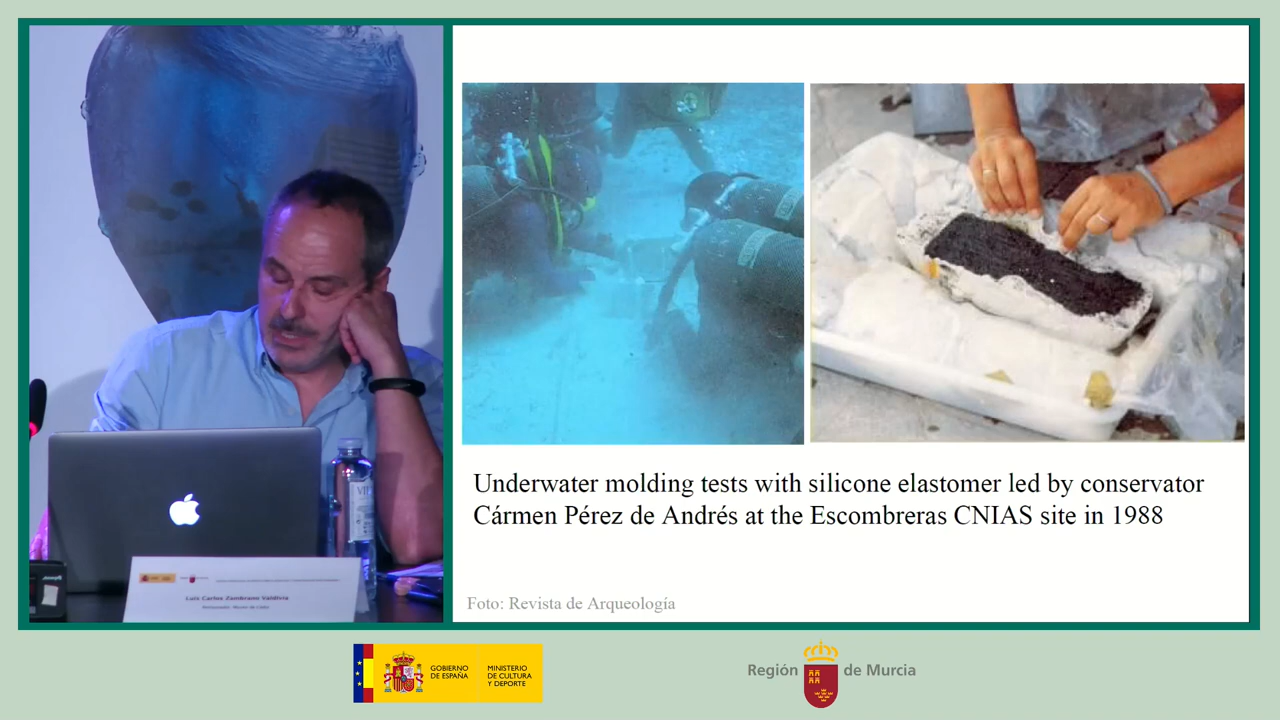 Underwater molding tests with silicone elastomer led by conservator
Cármen Pérez de Andrés at the Escombreras CNIAS site in 1988
Foto: Revista de Arqueología
Luis Carlos Zambrano Valdivia
GOBIERNO
DE ESPAÑA
MINISTERIO
DE CULTURA
Y DEPORTE
Región de Murcia